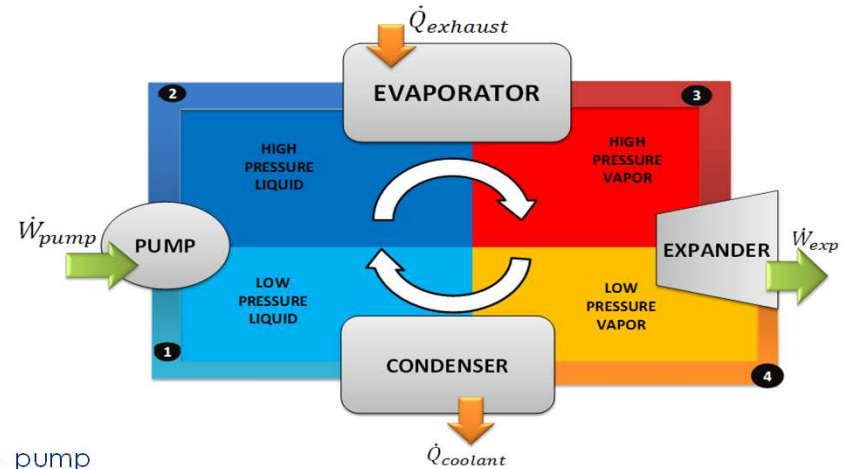 Q̇exhaust
EVAPORATOR
2
3
HIGH
PRESSURE
LIQUID
HIGH
PRESSURE
VAPOR
Ẇpump
PUMP
EXPANDER
Ẇexp
LOW
PRESSURE
LIQUID
LOW
PRESSURE
VAPOR
1
CONDENSER
4
Q̇coolant
pump